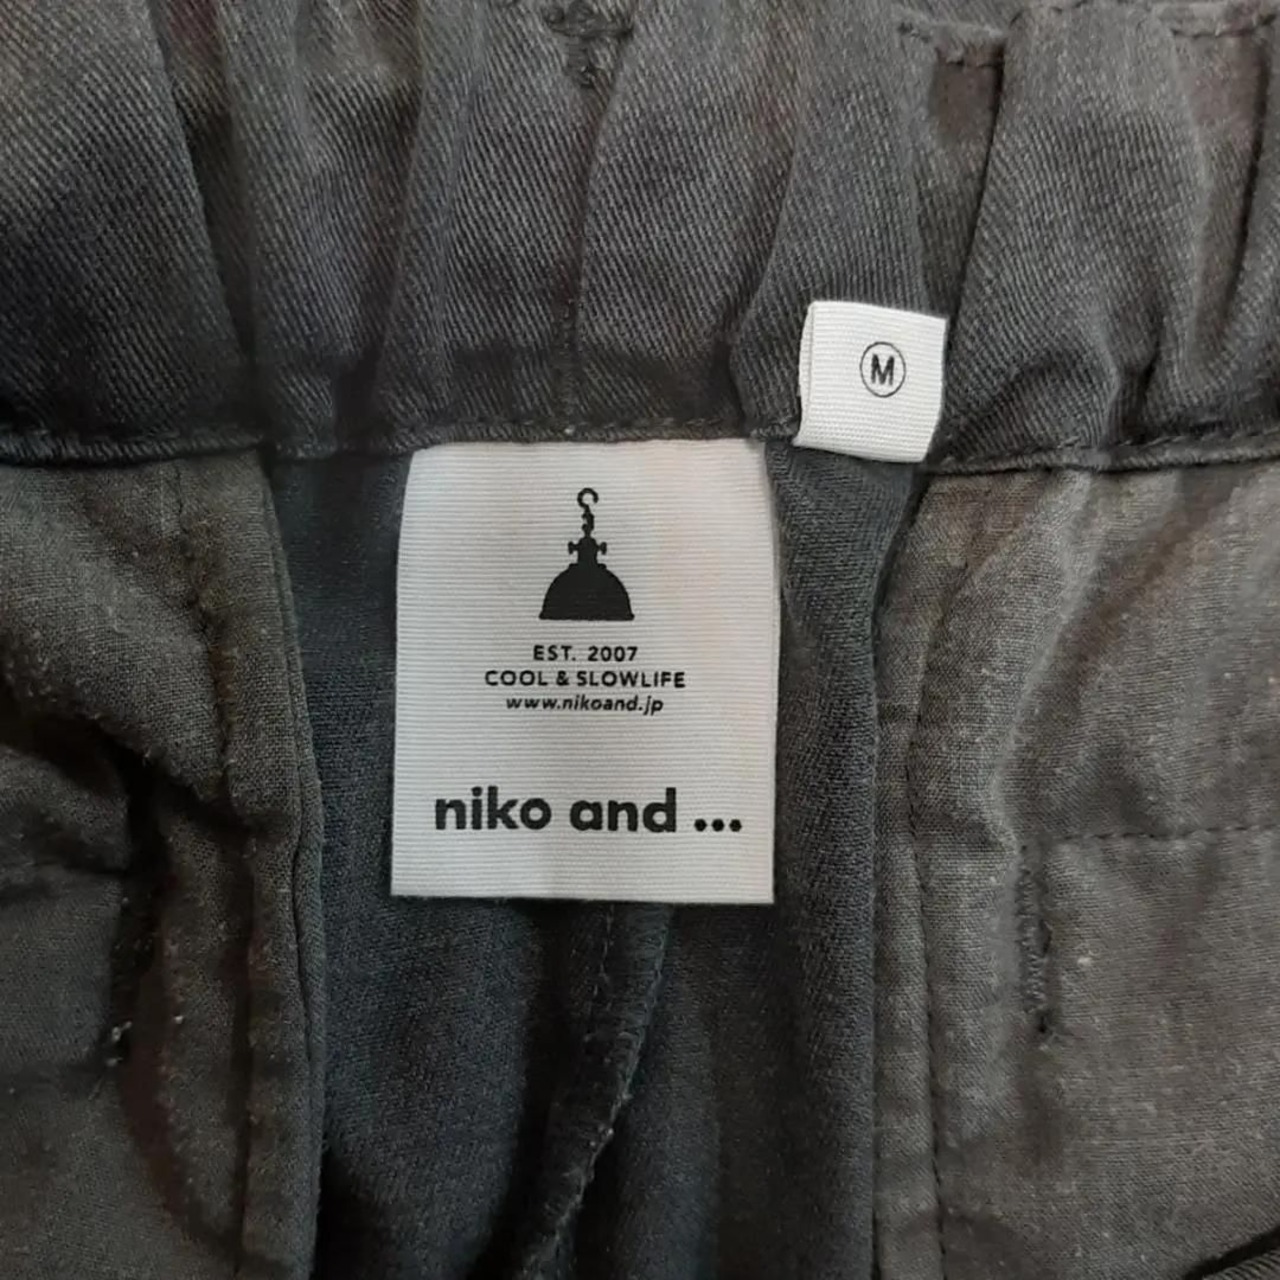 M
EST. 2007
COOL & SLOWLIFE
www.nikoand.jp
niko and ...